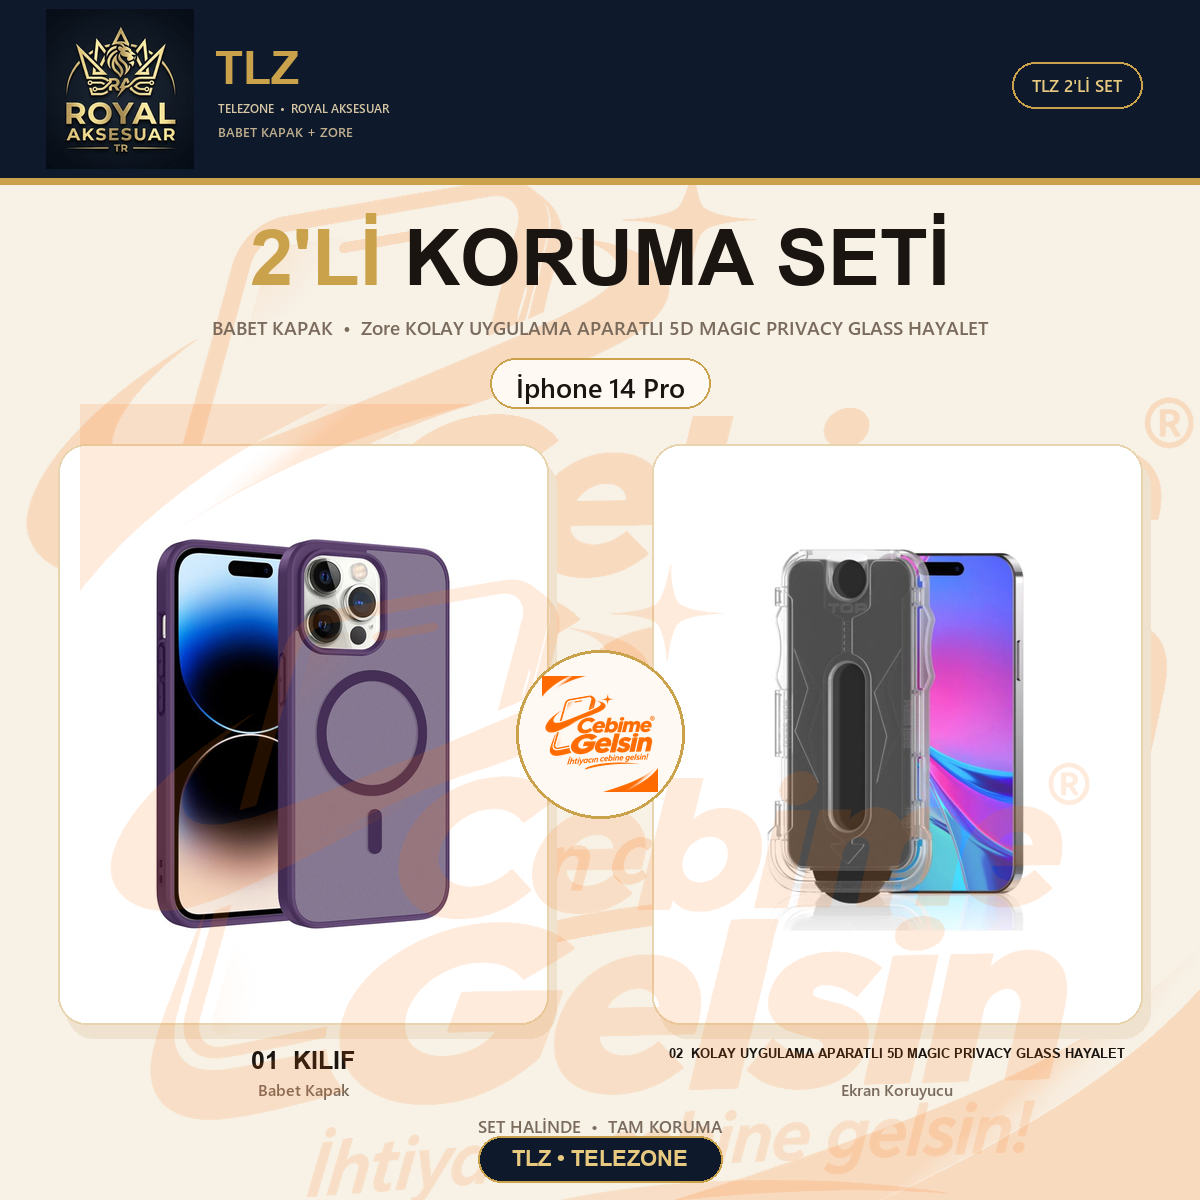 ROYAL
AKSESUAR
TR
TLZ
TELEZONE • ROYAL AKSESUAR
BABET KAPAK + ZORE
TLZ 2'Lİ SET
2'Lİ KORUMA SETİ
BABET KAPAK • Zore KOLAY UYGULAMA APARATLI 5D MAGIC PRIVACY GLASS HAYALET
İphone 14 Pro
TOP
Cebime
Gelsin
İhtiyacın cebine gelsin!
Cebime
Gelsin
®
01 KILIF
Babet Kapak
02 KOLAY UYGULAMA APARATLI 5D MAGIC PRIVACY GLASS HAYALET
Ekran Koruyucu
SET HALİNDE • TAM KORUMA
TLZ • TELEZONE